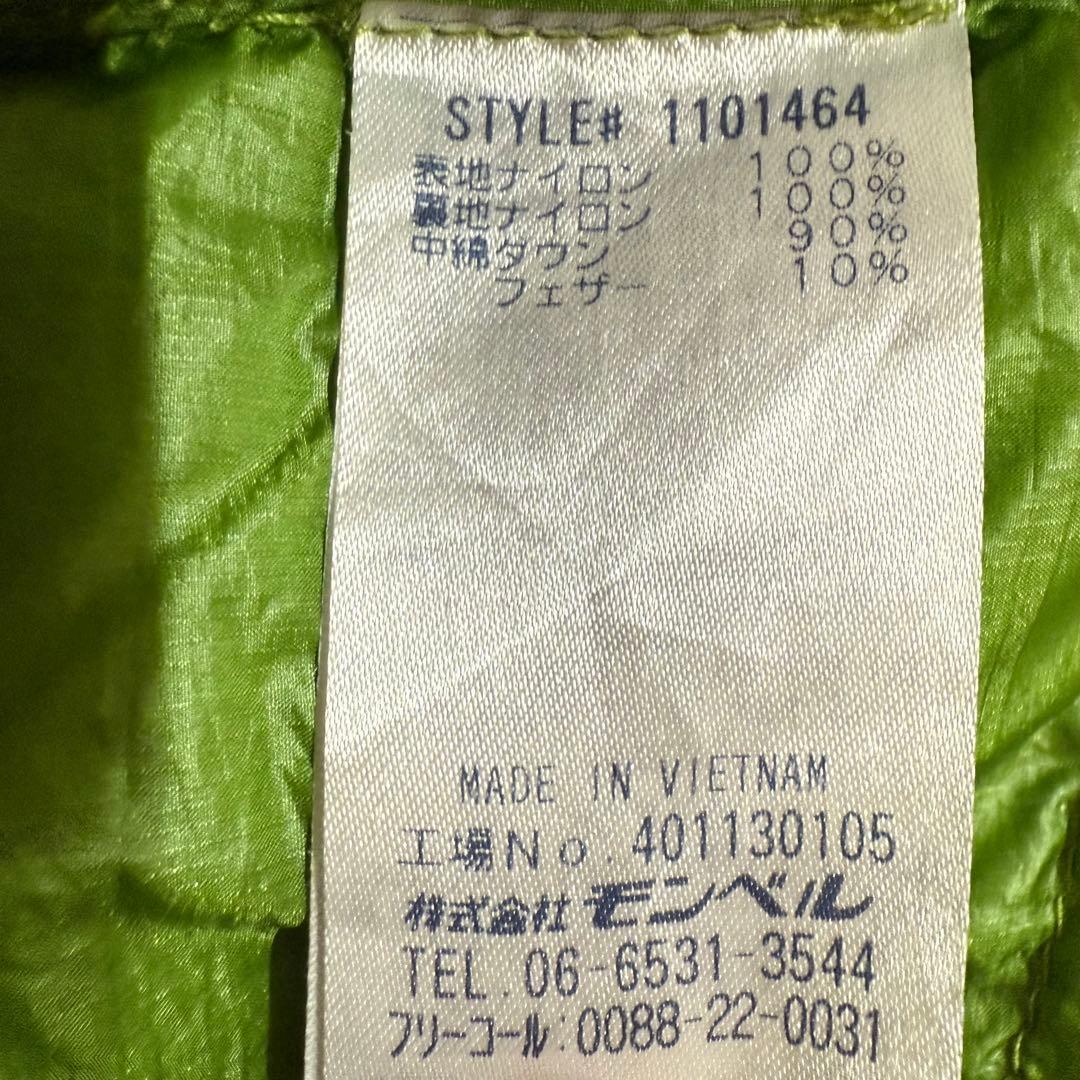 STYLE# 1101464
表地ナイロン 100%
裏地ナイロン 100%
中綿ダウン 90%
フェザー 10%
MADE IN VIETNAM
工場No.401130105
株式会社モンベル
TEL.06-6531-3544
フリーコール:0088-22-0031